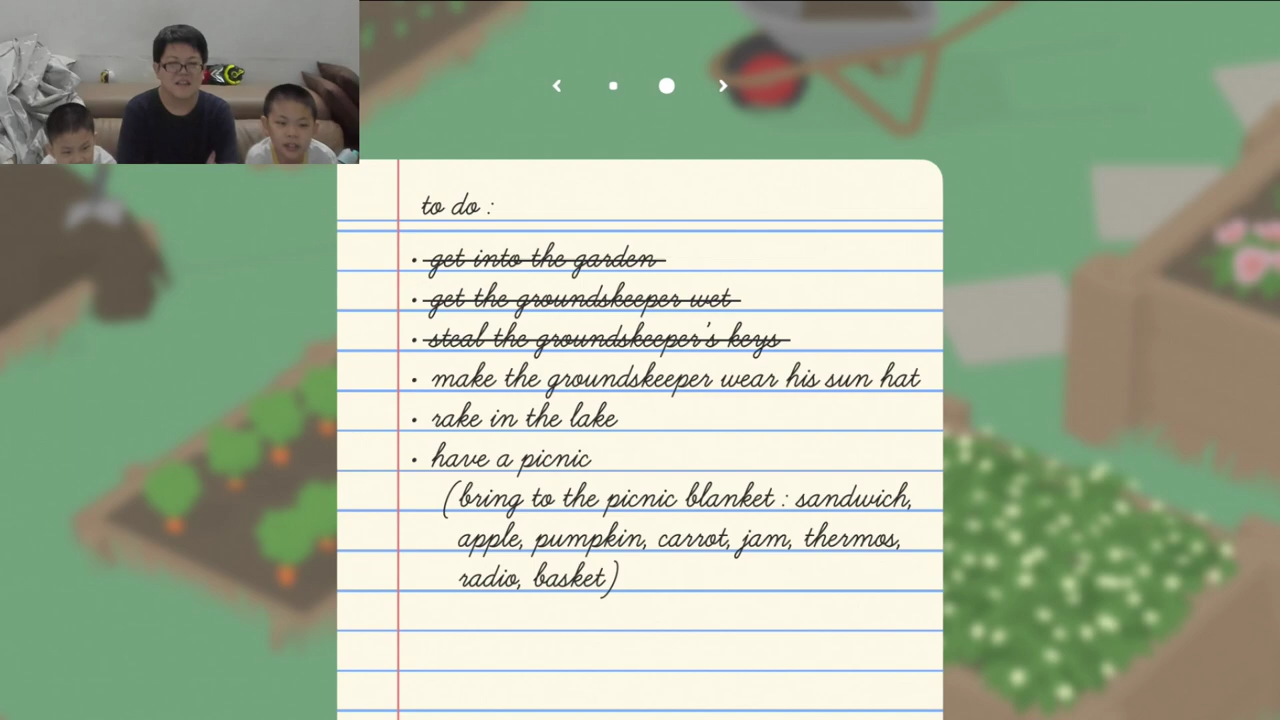 to do :
• get into the garden
• get the groundskeeper wet
• steal the groundskeeper's keys
• make the groundskeeper wear his sun hat
• rake in the lake
• have a picnic
(bring to the picnic blanket : sandwich,
apple, pumpkin, carrot, jam, thermos,
radio, basket)